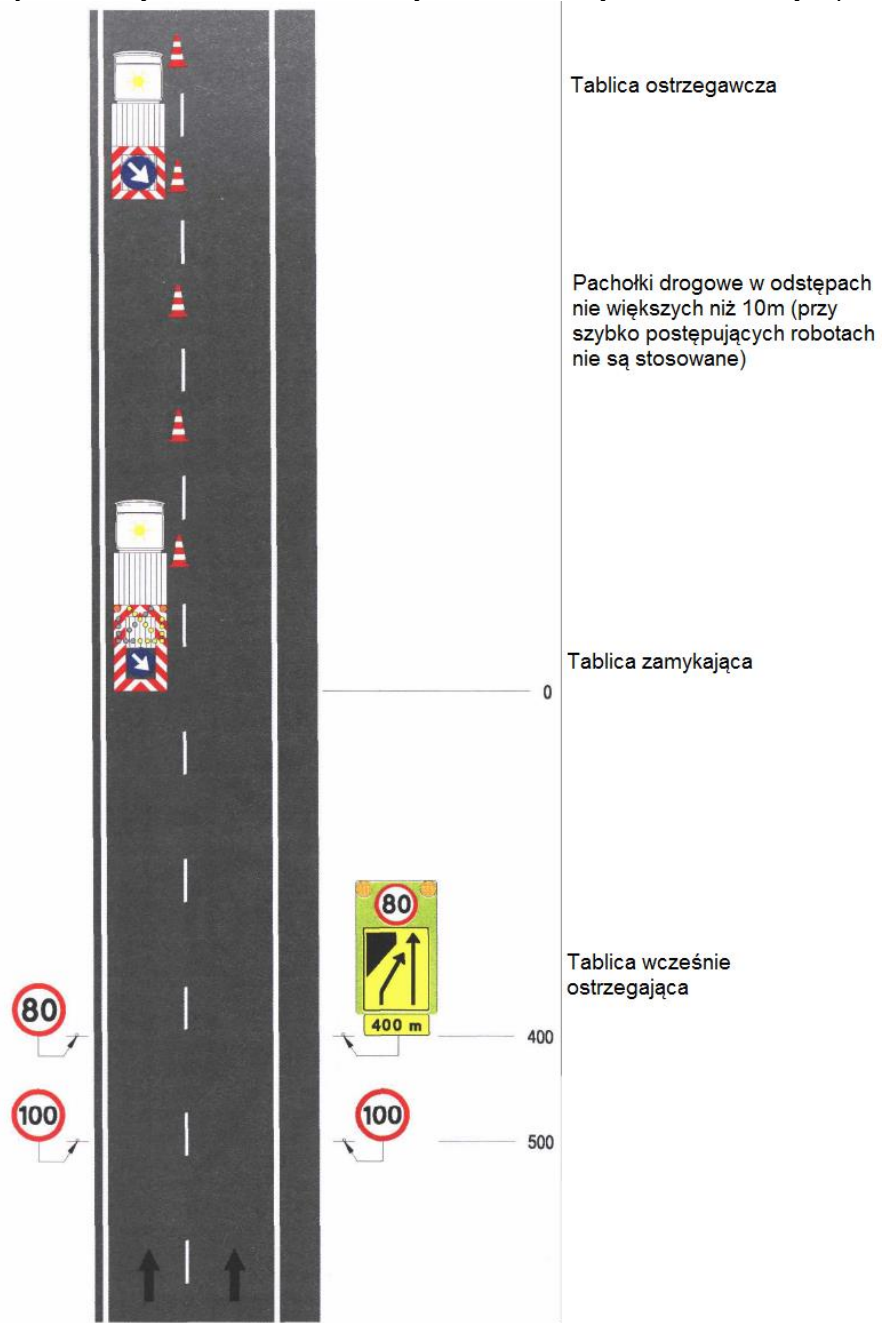 Tablica ostrzegawcza
Pachołki drogowe w odstępach
nie większych niż 10m (przy
szybko postępujących robotach
nie są stosowane)
Tablica zamykająca
0
80
Tablica wcześnie
ostrzegająca
80
400 m
400
100
100
500